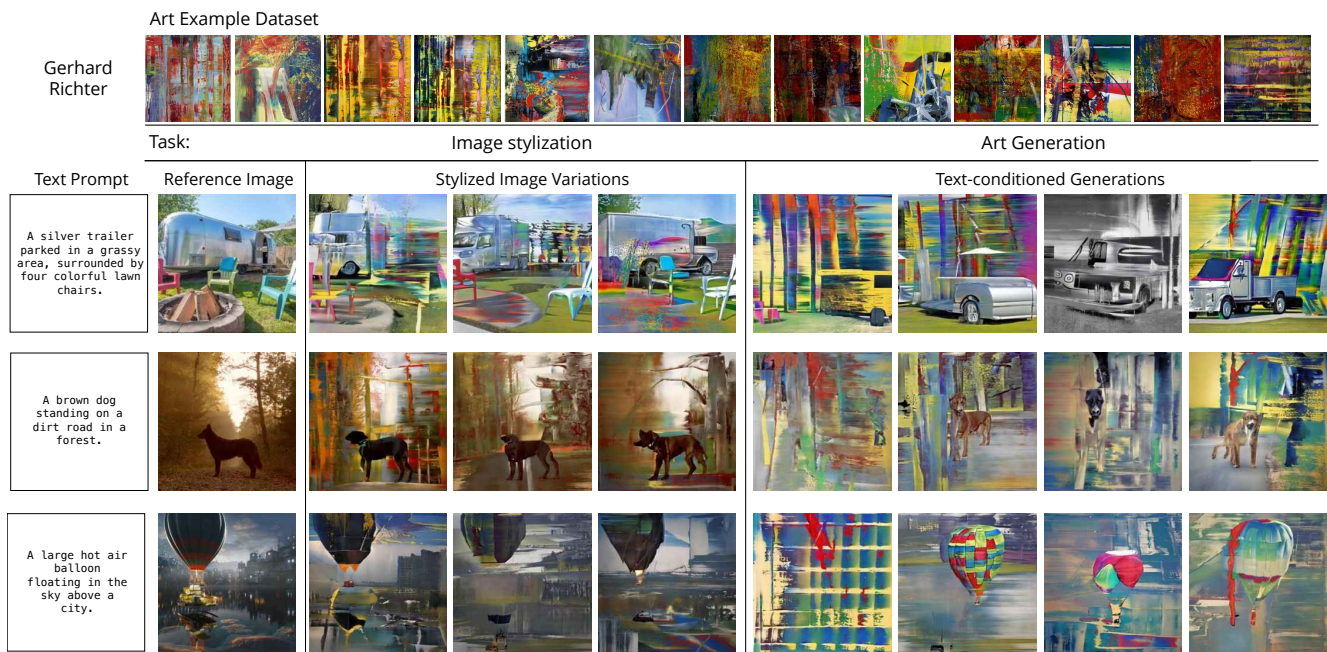 Art Example Dataset
Gerhard
Richter
Task:
Image stylization
Art Generation
Text Prompt
Reference Image
Stylized Image Variations
Text-conditioned Generations
A silver trailer
parked in a grassy
area, surrounded by
four colorful lawn
chairs.
A brown dog
standing on a
dirt road in a
forest.
A large hot air
balloon
floating in the
sky above a
city.